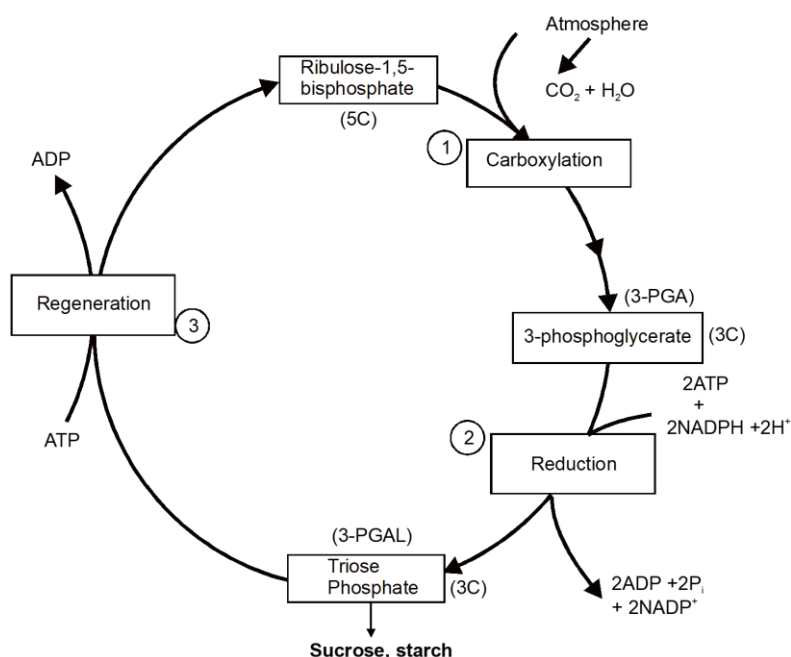 Atmosphere
CO₂ + H₂O
Ribulose-1,5-
bisphosphate
(5C)
1
Carboxylation
(3-PGA)
3-phosphoglycerate
(3C)
2ATP
+
2NADPH +2H⁺
2
Reduction
2ADP +2Pᵢ
+ 2NADP⁺
(3-PGAL)
Triose
Phosphate
(3C)
Sucrose, starch
ATP
Regeneration
3
ADP